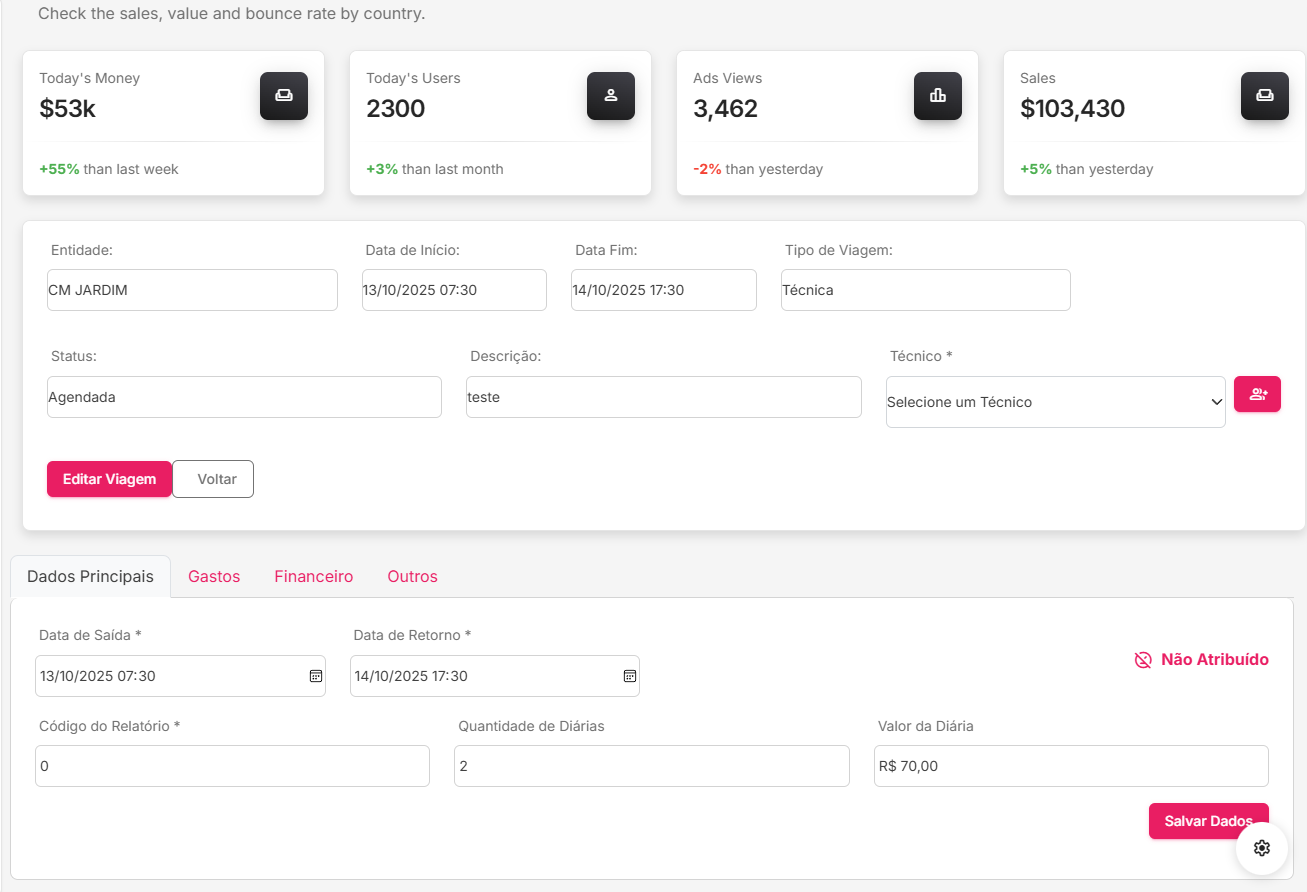 Check the sales, value and bounce rate by country.
Today's Money
$53k
+55% than last week
Today's Users
2300
+3% than last month
Ads Views
3,462
-2% than yesterday
Sales
$103,430
+5% than yesterday
Entidade:
CM JARDIM
Data de Início:
13/10/2025 07:30
Data Fim:
14/10/2025 17:30
Tipo de Viagem:
Técnica
Status:
Agendada
Descrição:
teste
Técnico *
Selecione um Técnico
Editar Viagem
Voltar
Dados Principais
Gastos
Financeiro
Outros
Data de Saída *
13/10/2025 07:30
Data de Retorno *
14/10/2025 17:30
Não Atribuído
Código do Relatório *
0
Quantidade de Diárias
2
Valor da Diária
R$ 70,00
Salvar Dados